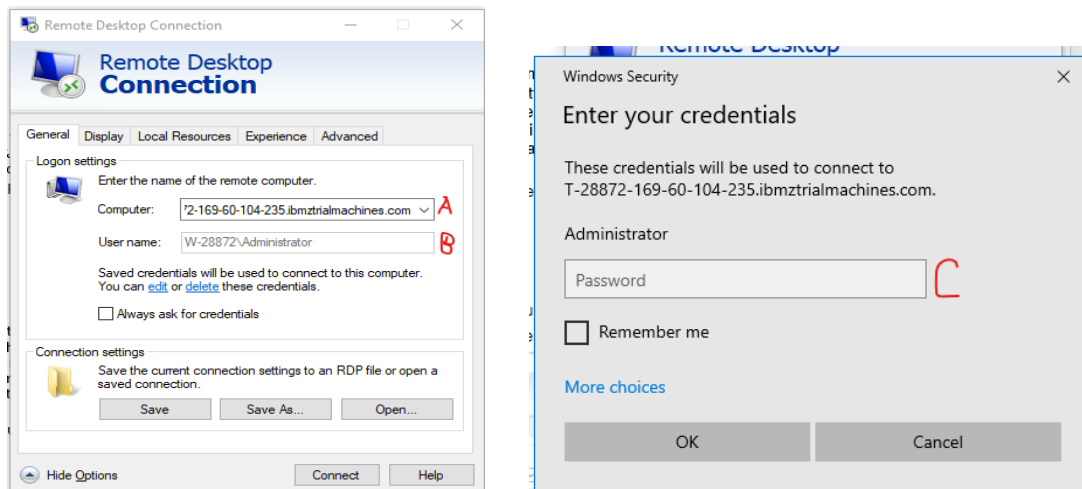 Remote Desktop Connection
Remote Desktop
Connection
General Display Local Resources Experience Advanced
Logon settings
Enter the name of the remote computer.
Computer: '2-169-60-104-235.ibmztrialmachines.com A
User name: W-28872\Administrator B
Saved credentials will be used to connect to this computer.
You can edit or delete these credentials.
Always ask for credentials
Connection settings
Save the current connection settings to an RDP file or open a
saved connection.
Save Save As... Open...
Hide Options Connect Help
Remote Desktop
Windows Security
Enter your credentials
These credentials will be used to connect to
T-28872-169-60-104-235.ibmztrialmachines.com.
Administrator
Password C
Remember me
More choices
OK Cancel